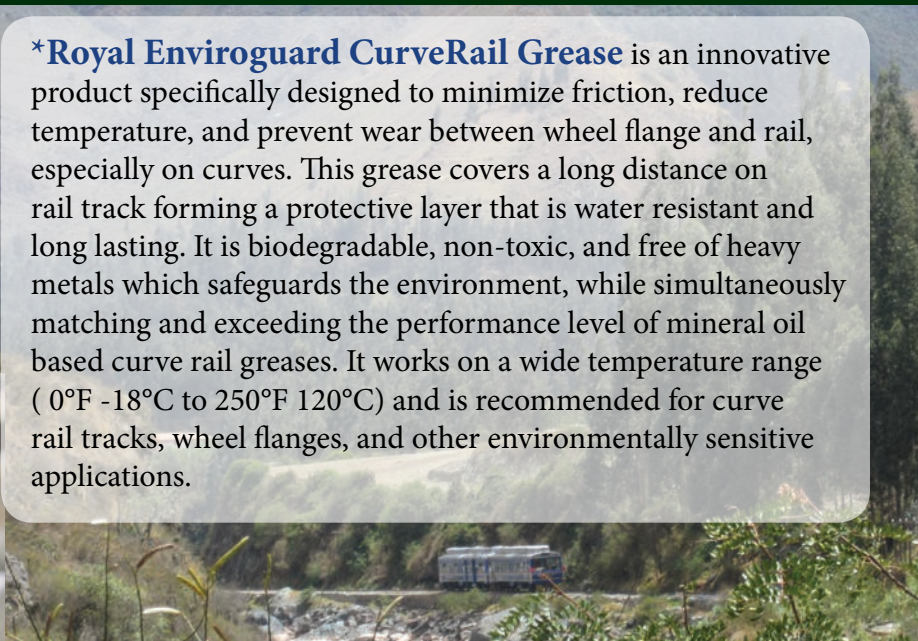 *Royal Enviroguard CurveRail Grease is an innovative
product specifically designed to minimize friction, reduce
temperature, and prevent wear between wheel flange and rail,
especially on curves. This grease covers a long distance on
rail track forming a protective layer that is water resistant and
long lasting. It is biodegradable, non-toxic, and free of heavy
metals which safeguards the environment, while simultaneously
matching and exceeding the performance level of mineral oil
based curve rail greases. It works on a wide temperature range
( 0°F -18°C to 250°F 120°C) and is recommended for curve
rail tracks, wheel flanges, and other environmentally sensitive
applications.